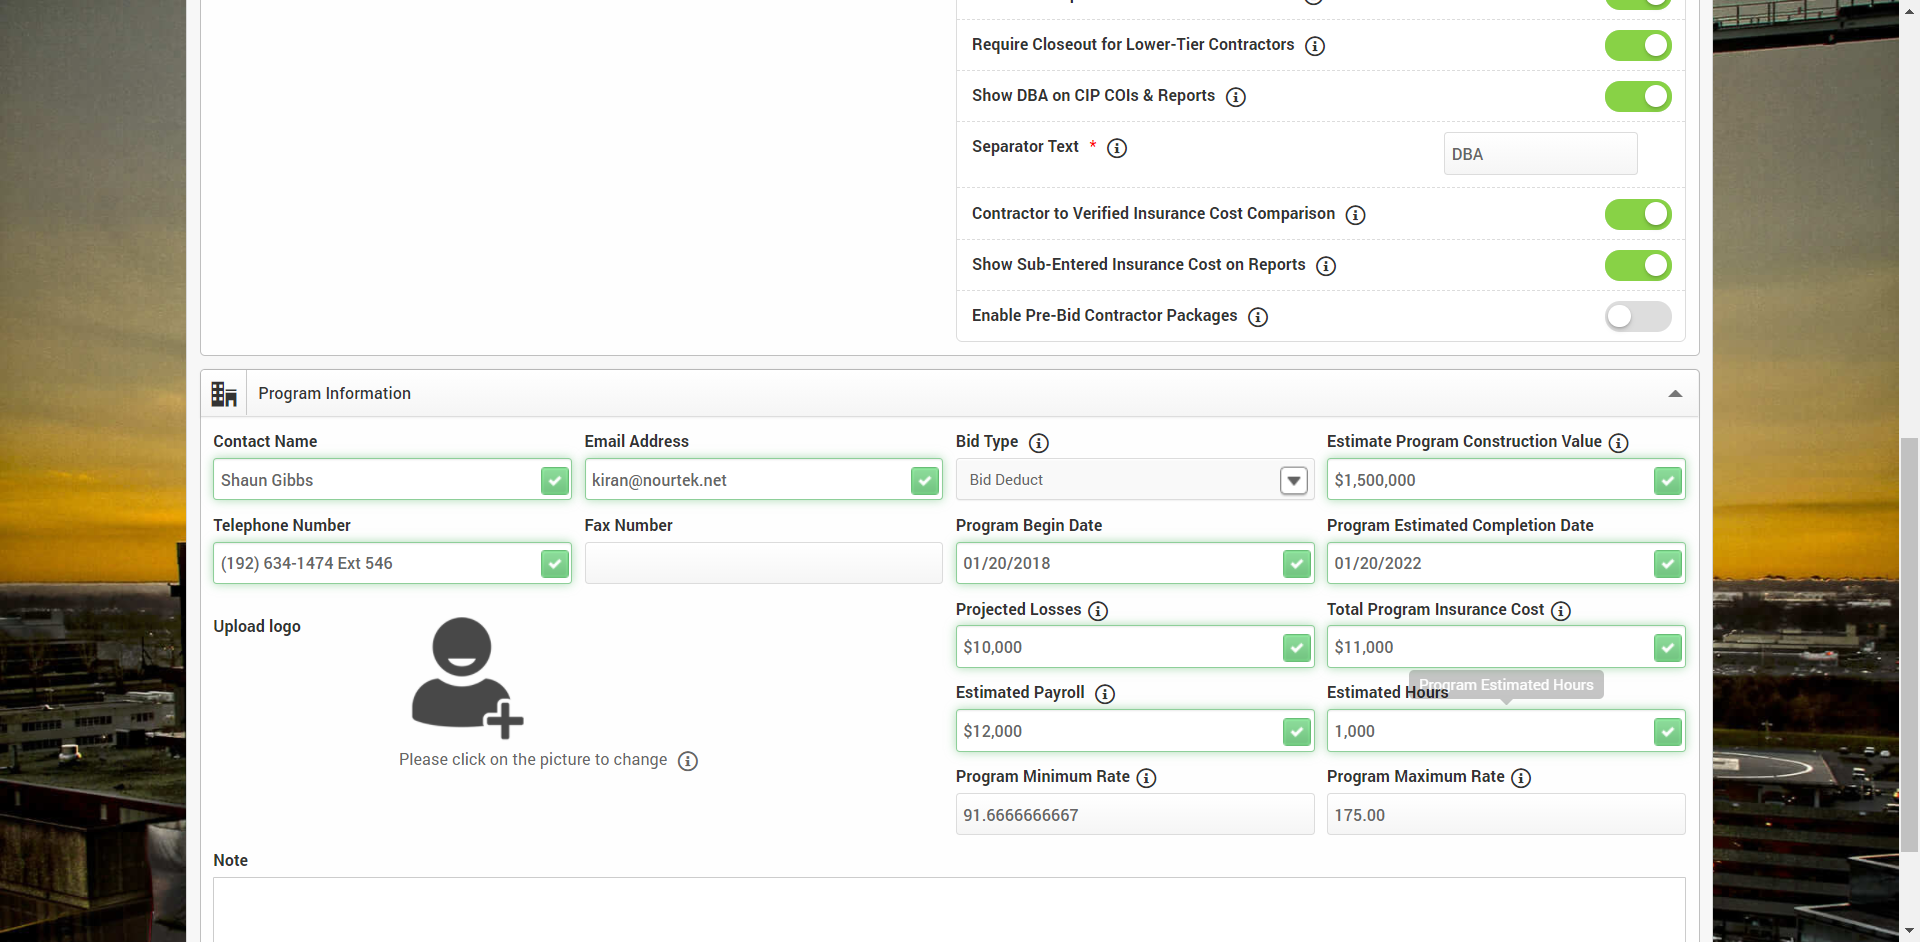 Require Closeout for Lower-Tier Contractors
Show DBA on CIP COIs & Reports
Separator Text *
DBA
Contractor to Verified Insurance Cost Comparison
Show Sub-Entered Insurance Cost on Reports
Enable Pre-Bid Contractor Packages
Program Information
Contact Name
Shaun Gibbs
Email Address
kiran@nourtek.net
Bid Type
Bid Deduct
Estimate Program Construction Value
$1,500,000
Telephone Number
(192) 634-1474 Ext 546
Fax Number
Program Begin Date
01/20/2018
Program Estimated Completion Date
01/20/2022
Upload logo
Please click on the picture to change
Projected Losses
$10,000
Total Program Insurance Cost
$11,000
Program Estimated Hours
Estimated Payroll
$12,000
Estimated Hours
1,000
Program Minimum Rate
91.6666666667
Program Maximum Rate
175.00
Note